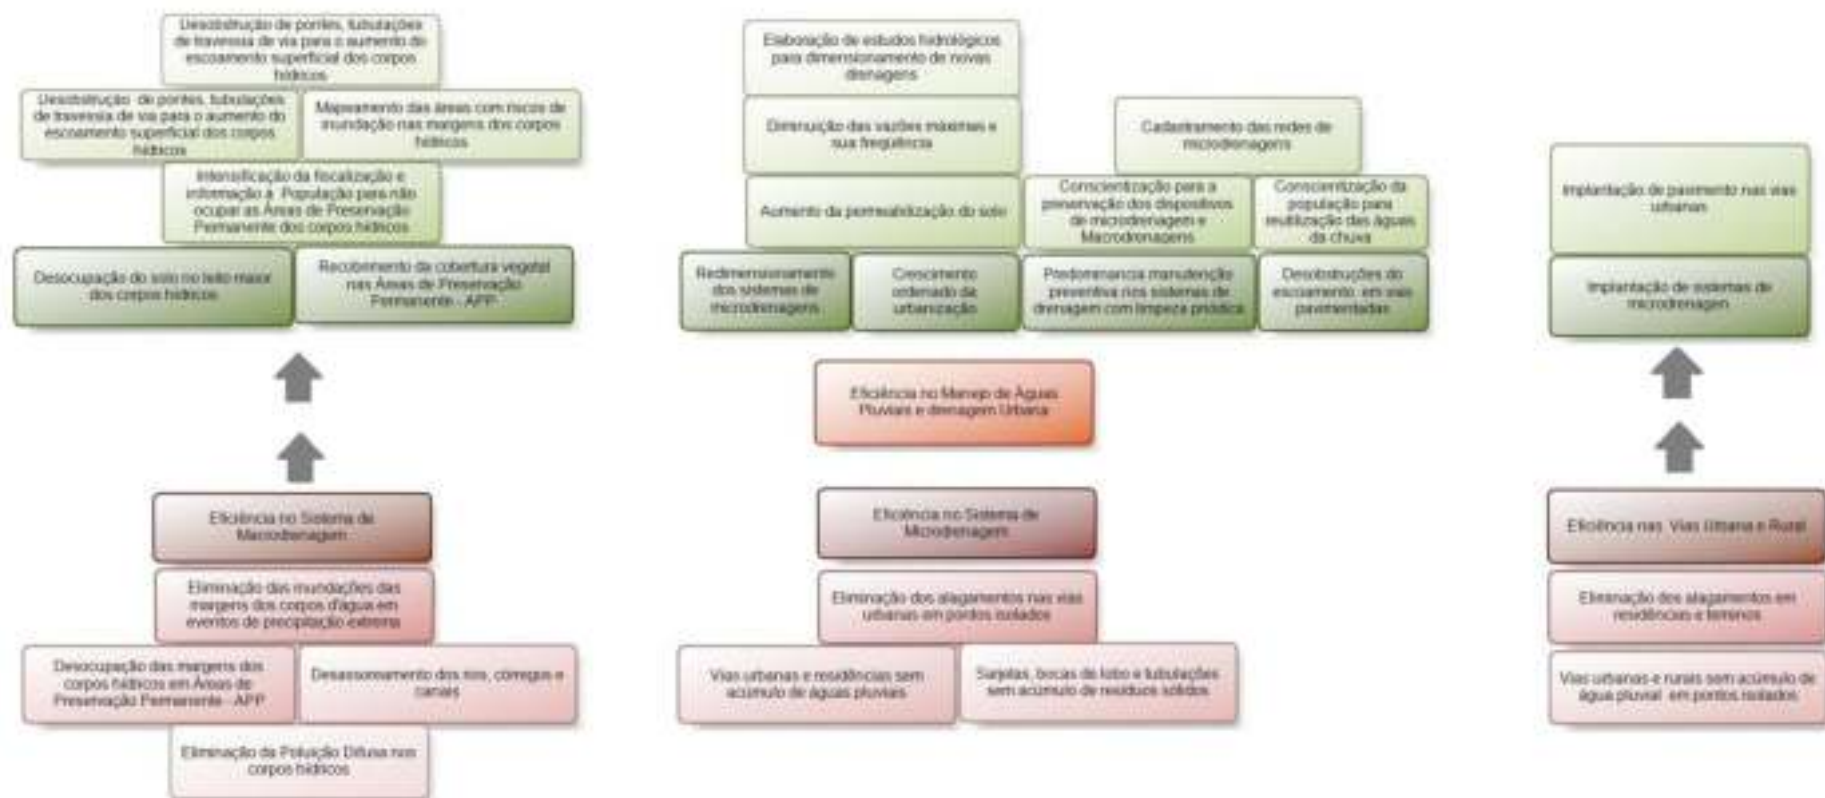 Desobstrução de pontes, tubulações
de travessia de via para o aumento do
escoamento superficial dos corpos
hídricos
Desobstrução de pontes, tubulações
de travessia de via para o aumento do
escoamento superficial dos corpos
hídricos
Mapeamento das áreas com riscos de
inundação nas margens dos corpos
hídricos
Intensificação da fiscalização e
informação a População para não
ocupar as Áreas de Preservação
Permanente dos corpos hídricos
Desocupação do solo no leito maior
dos corpos hídricos
Recobrimento da cobertura vegetal
nas Áreas de Preservação
Permanente - APP
Elaboração de estudos hidrológicos
para dimensionamento de novas
drenagens
Diminuição das vazões máximas e
sua freqüência
Cadastramento das redes de
microdrenagens
Aumento da permeabilização do solo
Conscientização para a
preservação dos dispositivos
de microdrenagem e
Macrodrenagens
Conscientização da
população para
reutilização das águas
da chuva
Redimensionamento
dos sistemas de
microdrenagens
Crescimento
ordenado da
urbanização
Predominancia manutenção
preventiva nos sistemas de
drenagem com limpeza priódica
Desobstruções do
escoamento em vias
pavimentadas
Implantação de pavimento nas vias
urbanas
Implantação de sistemas de
microdrenagen
Eficiência no Manejo de Águas
Pluviais e drenagem Urbana
Eficiência no Sistema de
Macrodrenagem
Eliminação das inundações das
margens dos corpos d'água em
eventos de precipitação extrema
Desocupação das margens dos
corpos hídricos em Áreas de
Preservação Permanente - APP
Desassoreamento dos rios, córregos e
canais
Eliminação da Poluição Difusa nos
corpos hídricos
Eficiência no Sistema de
Microdrenagem
Eliminação dos alagamentos nas vias
urbanas em pontos isolados
Vias urbanas e residências sem
acúmulo de águas pluviais
Sarjetas, bocas de lobo e tubulações
sem acúmulo de resíduos sólidos
Eficiência nas Vias Urbana e Rural
Eliminação dos alagamentos em
residências e terrenos
Vias urbanas e rurais sem acúmulo de
água pluvial em pontos isolados